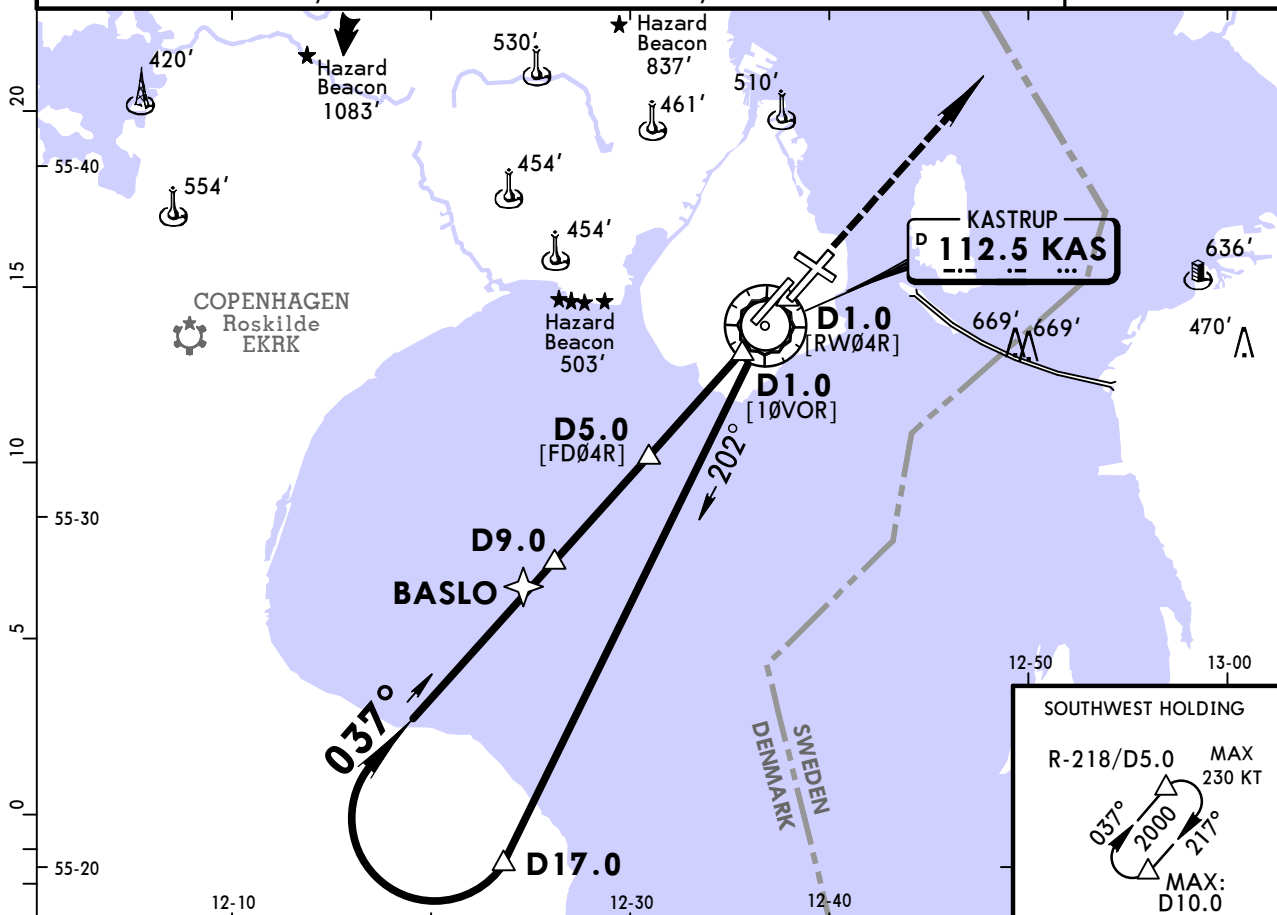 Hazard
Beacon
837'
530'
420'
Hazard
Beacon
1083'
510'
461'
20
55-40
454'
554'
KASTRUP
D 112.5 KAS
454'
636'
15
COPENHAGEN
Roskilde
EKRK
Hazard
Beacon
503'
D1.0
[RWØ4R]
669'
669'
470'
D1.0
[1ØVOR]
D5.0
[FDØ4R]
202°
10
55-30
D9.0
BASLO
5
12-50
13-00
037°
SWEDEN
DENMARK
SOUTHWEST HOLDING
R-218/D5.0
MAX
230 KT
037°
2000
217°
MAX:
D10.0
0
55-20
D17.0
12-10
12-30
12-40